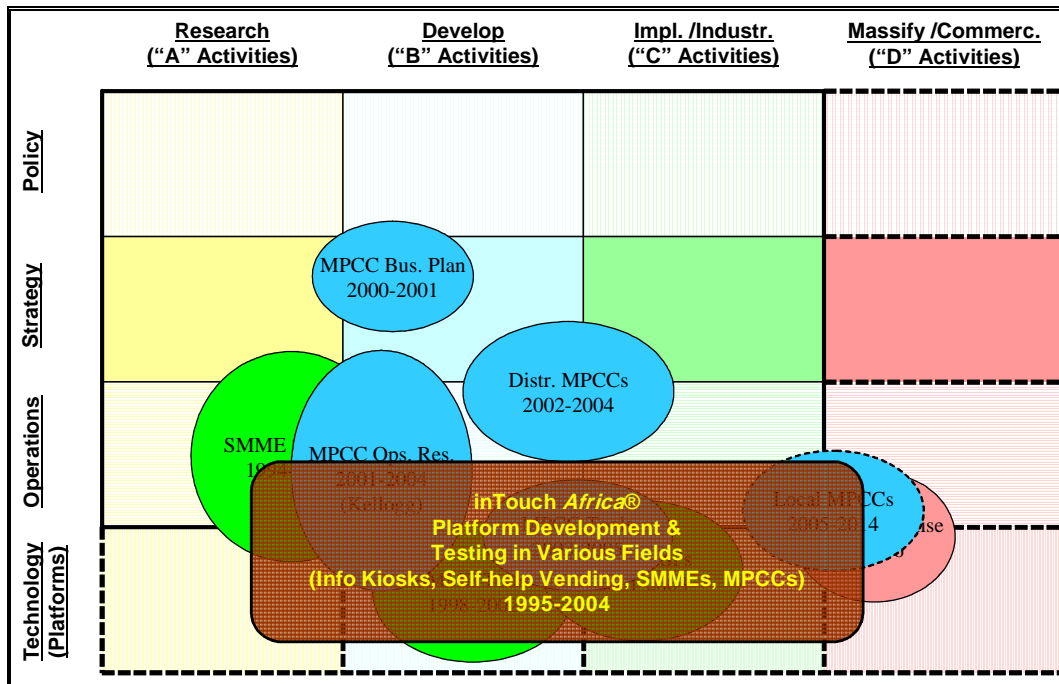 Research
("A" Activities)
Develop
("B" Activities)
Impl. /Industr.
("C" Activities)
Massify /Commerc.
("D" Activities)
Policy
Strategy
Operations
Technology
(Platforms)
MPCC Bus. Plan
2000-2001
Distr. MPCCs
2002-2004
SMME
1994
MPCC Ops. Res.
2001-2004
(Kellogg)
Local MPCCs
2005-2014
inTouch Africa®
Platform Development &
Testing in Various Fields
(Info Kiosks, Self-help Vending, SMMEs, MPCCs)
1995-2004